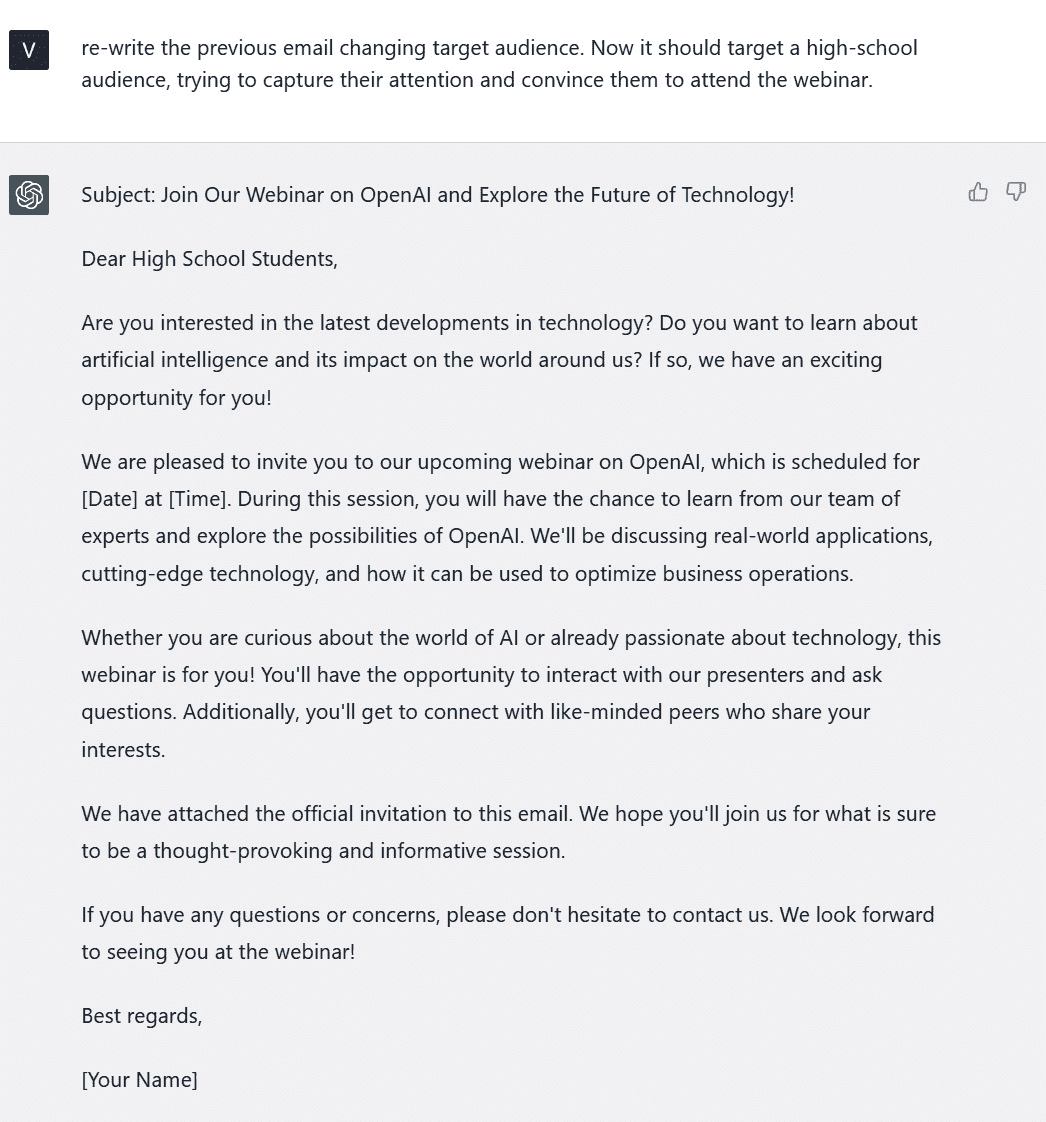 V
re-write the previous email changing target audience. Now it should target a high-school
audience, trying to capture their attention and convince them to attend the webinar.
Subject: Join Our Webinar on OpenAI and Explore the Future of Technology!
Dear High School Students,
Are you interested in the latest developments in technology? Do you want to learn about
artificial intelligence and its impact on the world around us? If so, we have an exciting
opportunity for you!
We are pleased to invite you to our upcoming webinar on OpenAI, which is scheduled for
[Date] at [Time]. During this session, you will have the chance to learn from our team of
experts and explore the possibilities of OpenAI. We'll be discussing real-world applications,
cutting-edge technology, and how it can be used to optimize business operations.
Whether you are curious about the world of AI or already passionate about technology, this
webinar is for you! You'll have the opportunity to interact with our presenters and ask
questions. Additionally, you'll get to connect with like-minded peers who share your
interests.
We have attached the official invitation to this email. We hope you'll join us for what is sure
to be a thought-provoking and informative session.
If you have any questions or concerns, please don't hesitate to contact us. We look forward
to seeing you at the webinar!
Best regards,
[Your Name]